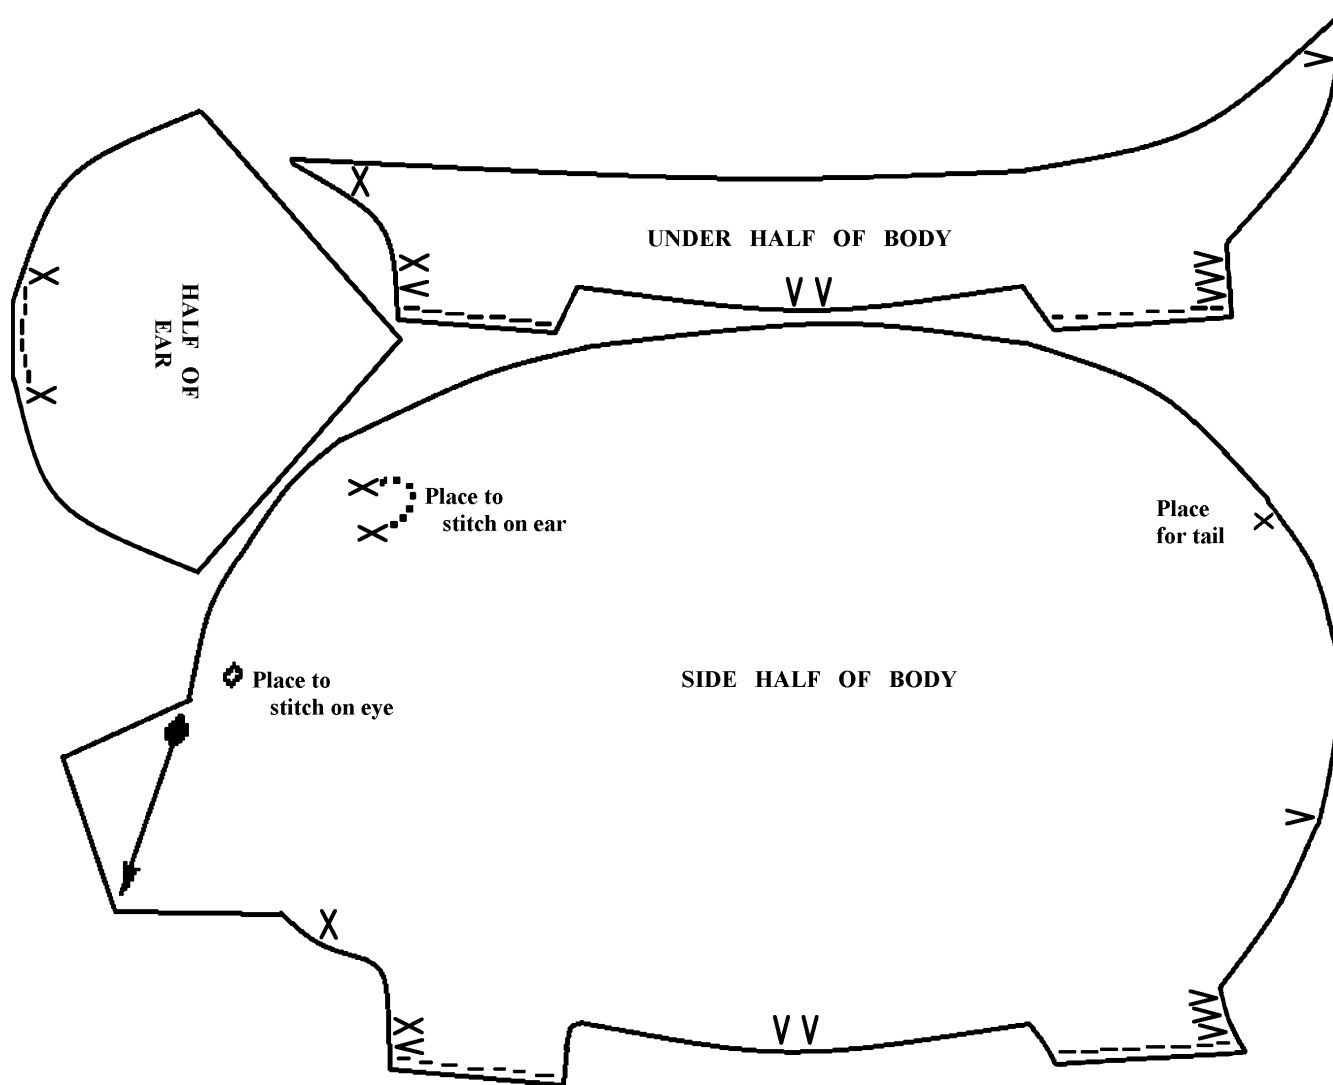 UNDER HALF OF BODY
HALF OF
EAR
Place to
stitch on ear
Place
for tail
Place to
stitch on eye
SIDE HALF OF BODY